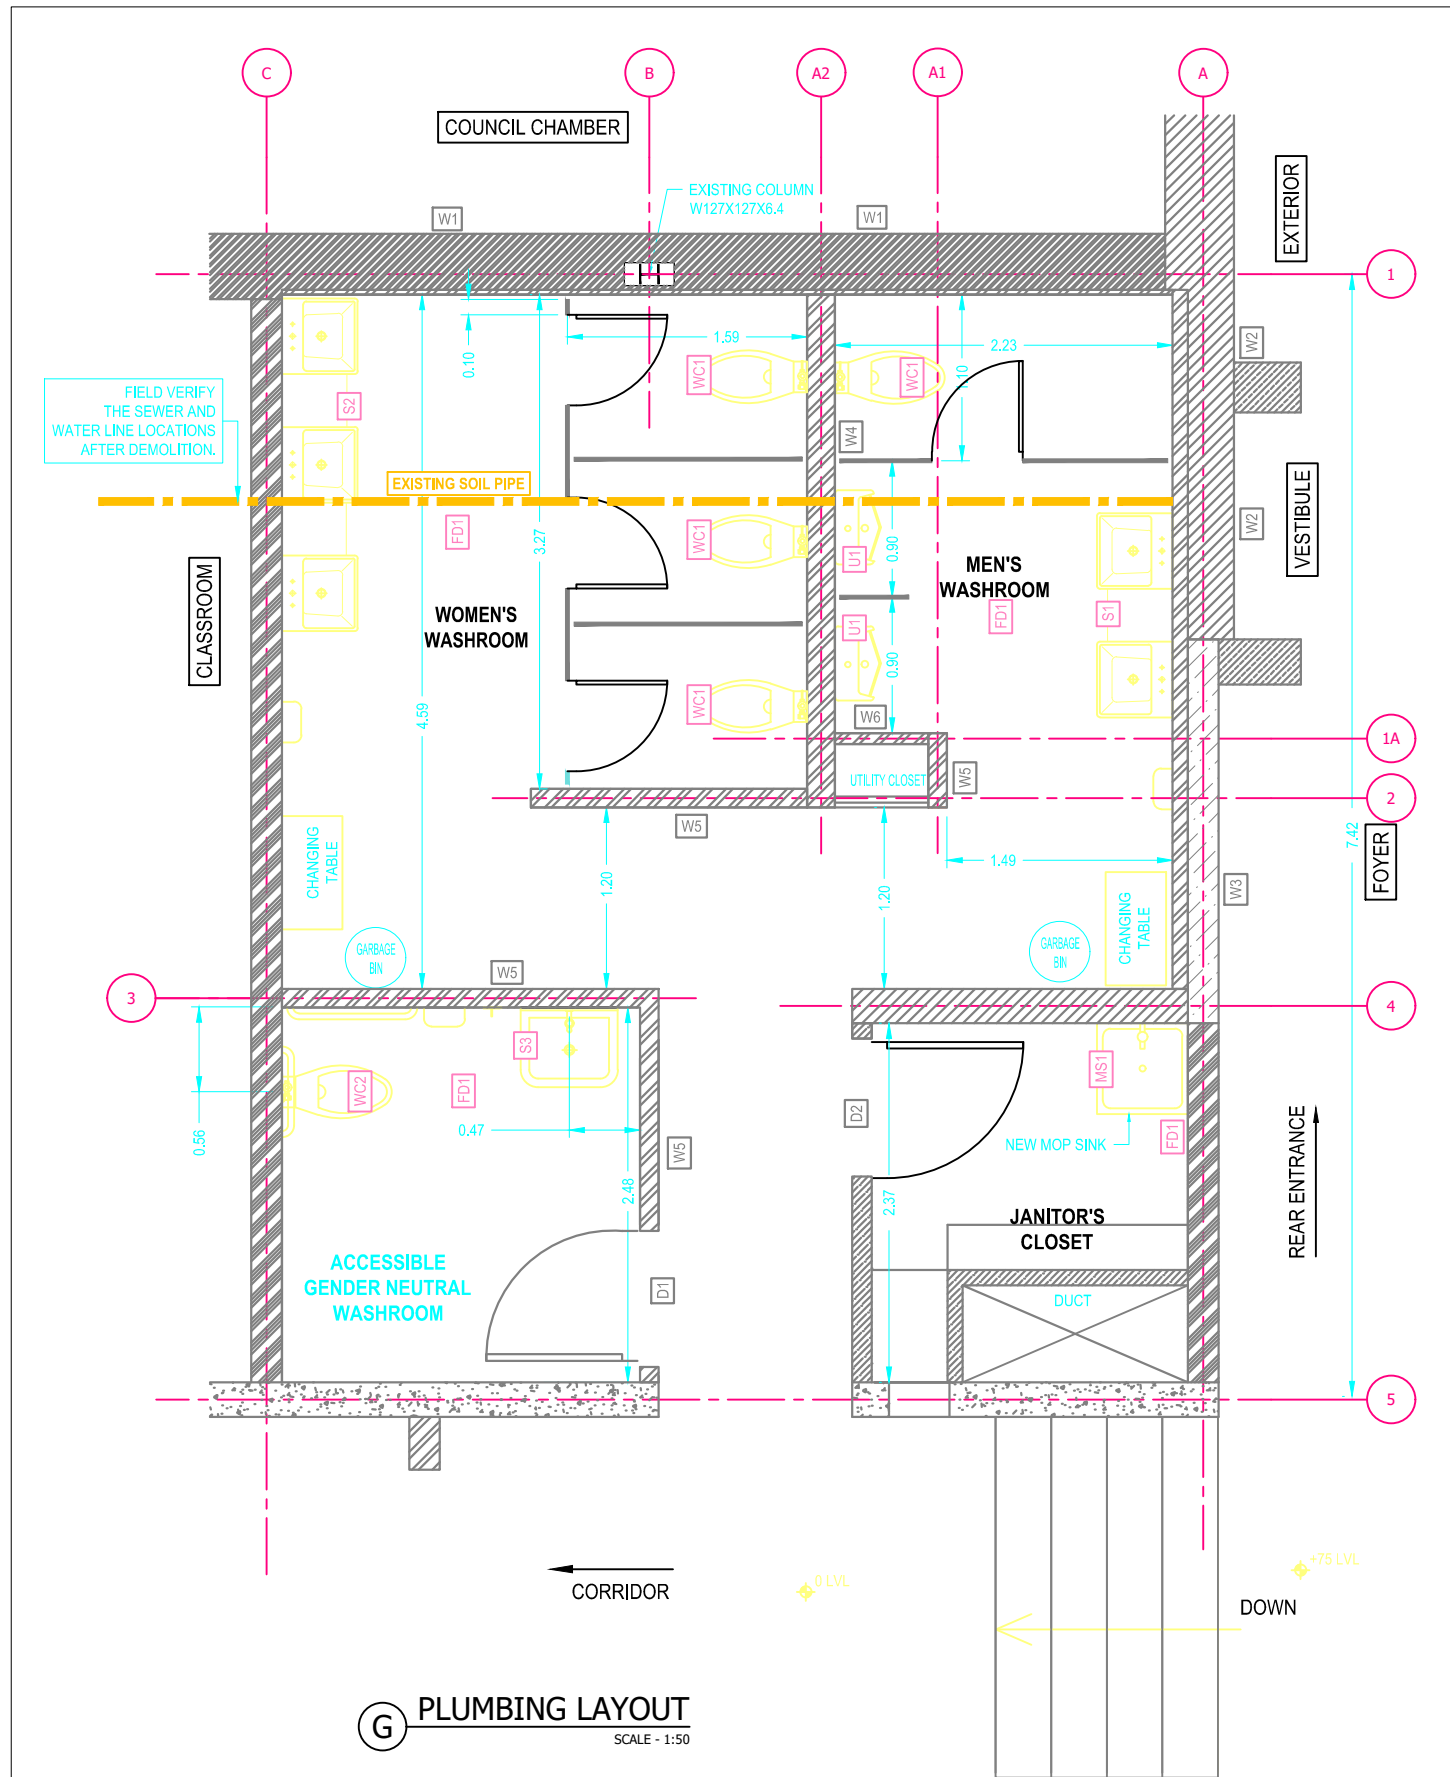 C
B
A2
A1
A
COUNCIL CHAMBER
EXISTING COLUMN
W127X127X6.4
W1
W1
EXTERIOR
1
0.10
1.59
2.23
1.10
W2
FIELD VERIFY
THE SEWER AND
WATER LINE LOCATIONS
AFTER DEMOLITION.
S2
WC1
WC1
W4
EXISTING SOIL PIPE
FD1
3.27
WC1
U1
0.90
MEN'S
WASHROOM
W2
VESTIBULE
CLASSROOM
WOMEN'S
WASHROOM
U1
0.90
FD1
S1
4.59
WC1
W6
1A
UTILITY CLOSET
W5
2
W5
7.42
FOYER
CHANGING
TABLE
1.20
1.20
1.49
W3
GARBAGE
BIN
GARBAGE
BIN
CHANGING
TABLE
W5
3
4
S3
0.56
WC2
FD1
0.47
W5
2.48
D2
2.37
MS1
NEW MOP SINK
FD1
REAR ENTRANCE
JANITOR'S
CLOSET
ACCESSIBLE
GENDER NEUTRAL
WASHROOM
D1
DUCT
5
CORRIDOR
0 LVL
-75 LVL
DOWN
G
PLUMBING LAYOUT
SCALE - 1:50